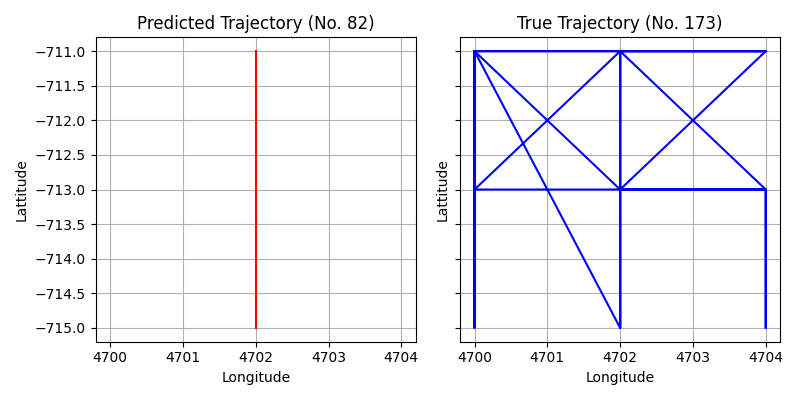 Predicted Trajectory (No. 82)
True Trajectory (No. 173)
−711.0
−711.5
−712.0
−712.5
−713.0
−713.5
−714.0
−714.5
−715.0
Lattitude
Lattitude
4700 4701 4702 4703 4704
4700 4701 4702 4703 4704
Longitude
Longitude